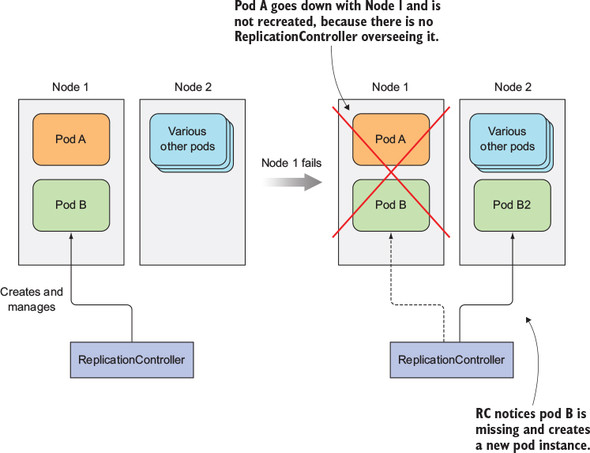 Pod A goes down with Node 1 and is
not recreated, because there is no
ReplicationController overseeing it.
Node 1
Node 2
Pod A
Various
other pods
Pod B
Creates and
manages
ReplicationController
Node 1 fails
Node 1
Node 2
Pod A
Various
other pods
Pod B
Pod B2
ReplicationController
RC notices pod B is
missing and creates
a new pod instance.